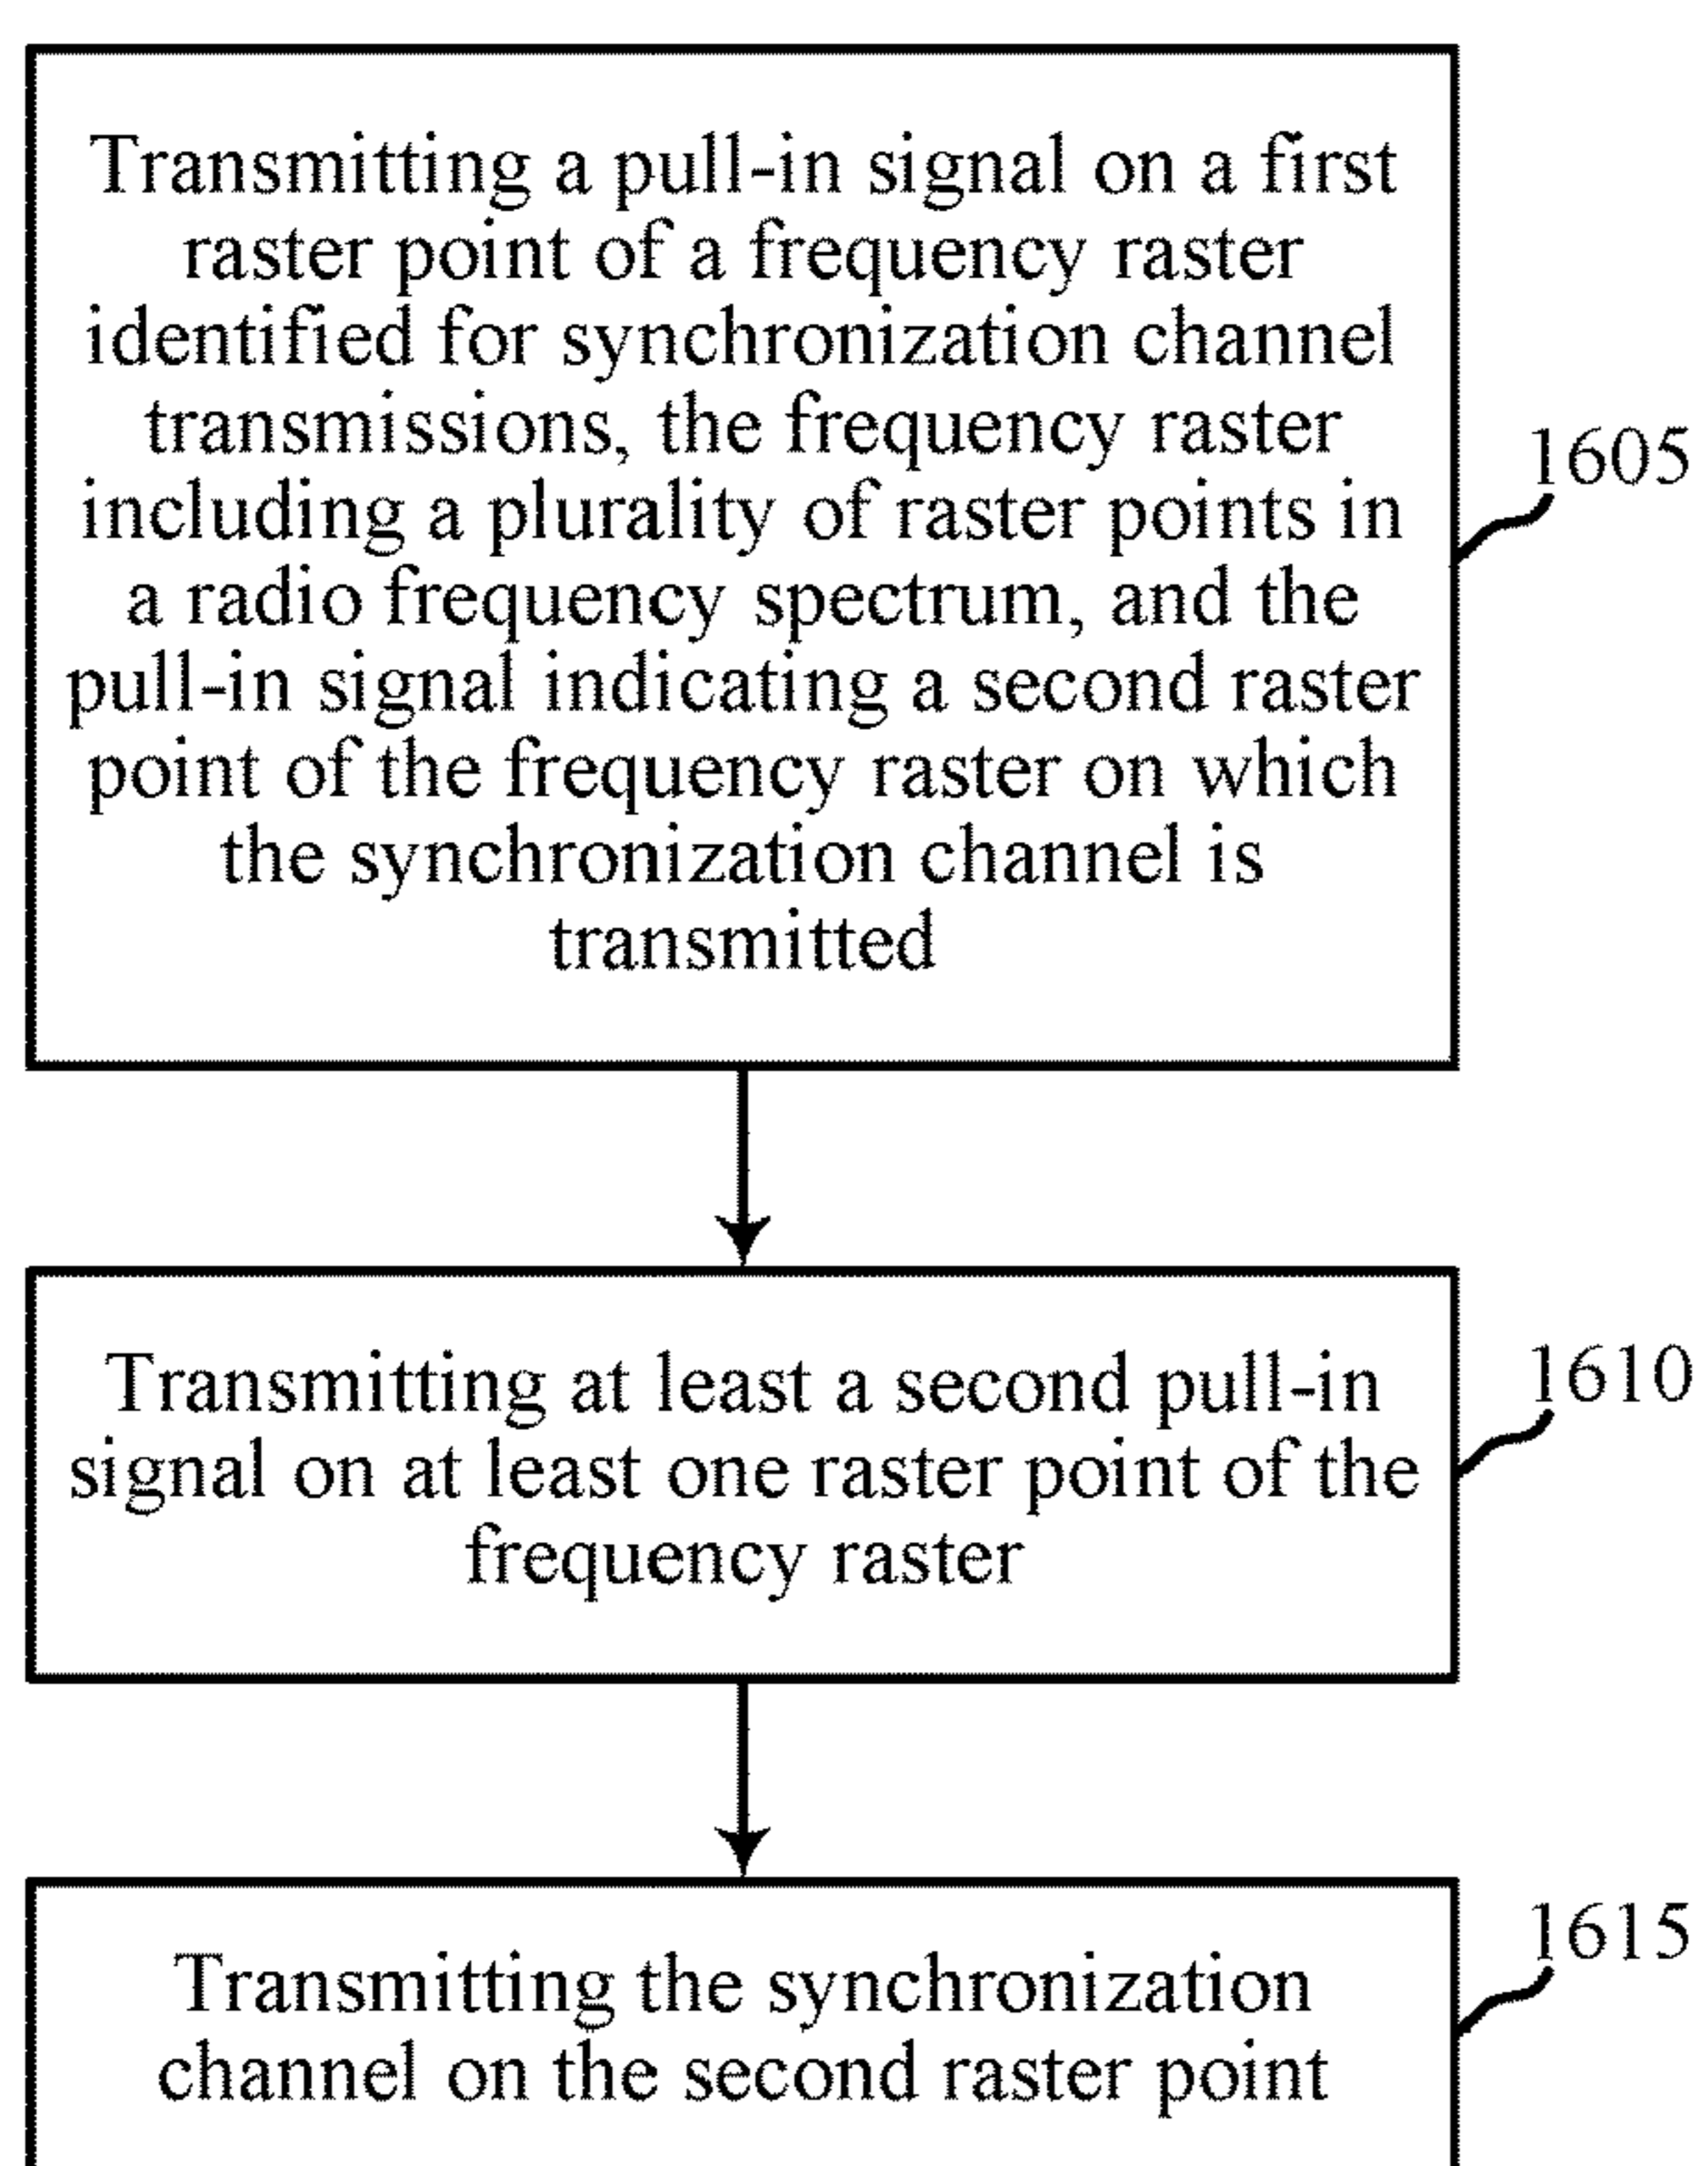 Transmitting a pull-in signal on a first
raster point of a frequency raster
identified for synchronization channel
transmissions, the frequency raster
including a plurality of raster points in
a radio frequency spectrum, and the
pull-in signal indicating a second raster
point of the frequency raster on which
the synchronization channel is
transmitted
1605
Transmitting at least a second pull-in
signal on at least one raster point of the
frequency raster
1610
Transmitting the synchronization
channel on the second raster point
1615